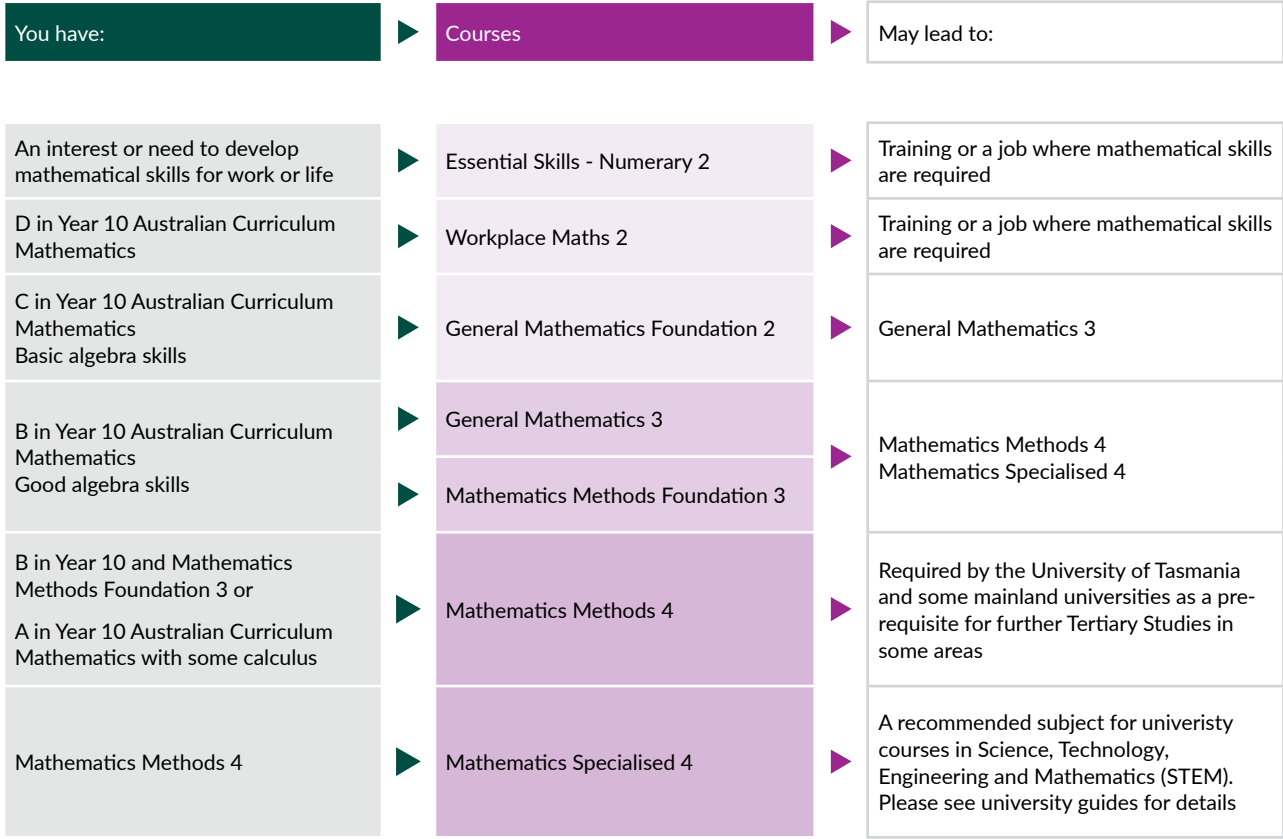 You have:
Courses
May lead to:
An interest or need to develop
mathematical skills for work or life
Essential Skills - Numerary 2
Training or a job where mathematical skills
are required
D in Year 10 Australian Curriculum
Mathematics
Workplace Maths 2
Training or a job where mathematical skills
are required
C in Year 10 Australian Curriculum
Mathematics
Basic algebra skills
General Mathematics Foundation 2
General Mathematics 3
B in Year 10 Australian Curriculum
Mathematics
Good algebra skills
General Mathematics 3
Mathematics Methods Foundation 3
Mathematics Methods 4
Mathematics Specialised 4
B in Year 10 and Mathematics
Methods Foundation 3 or
A in Year 10 Australian Curriculum
Mathematics with some calculus
Mathematics Methods 4
Required by the University of Tasmania
and some mainland universities as a pre-
requisite for further Tertiary Studies in
some areas
Mathematics Methods 4
Mathematics Specialised 4
A recommended subject for univeristy
courses in Science, Technology,
Engineering and Mathematics (STEM).
Please see university guides for details